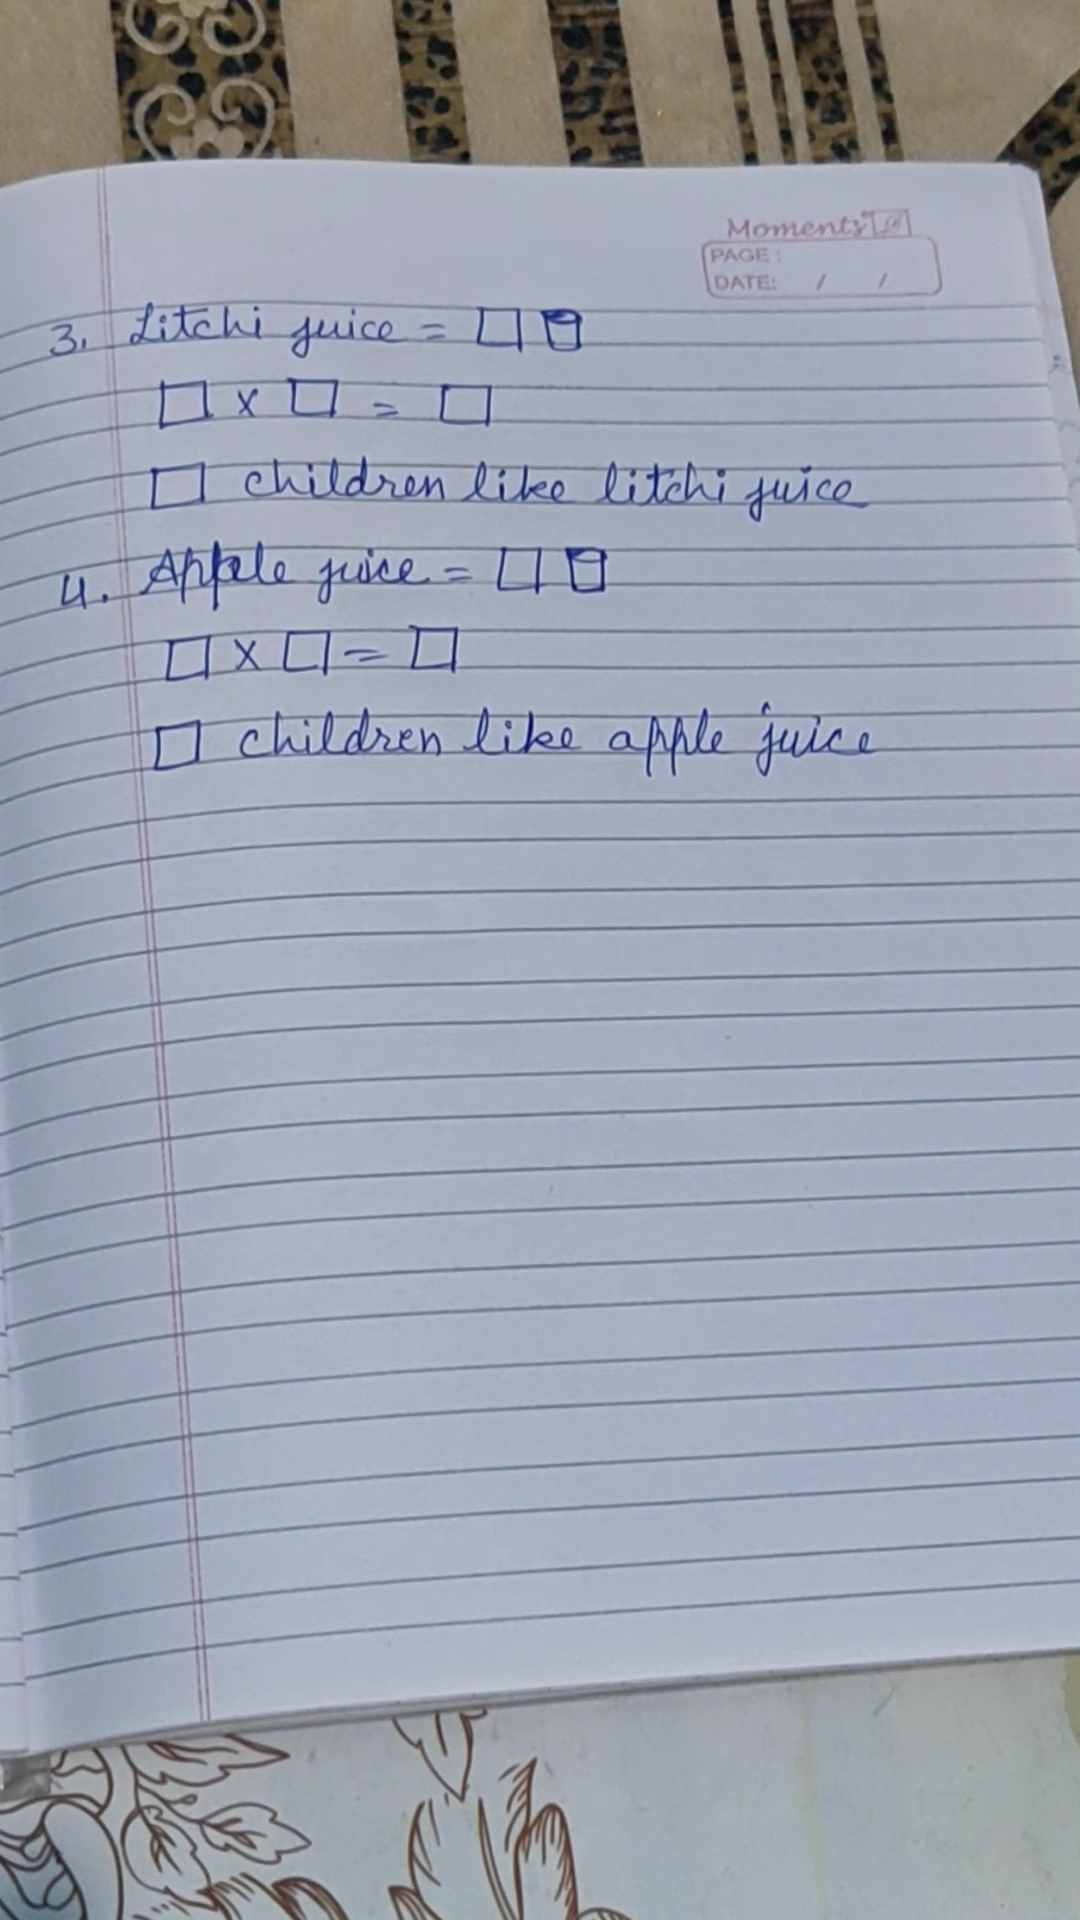 Moments
PAGE:
DATE: / /
3. Litchi juice = □ □
□ x □ = □
□ children like litchi juice
4. Apple juice = □ □
□ x □ = □
□ children like apple juice